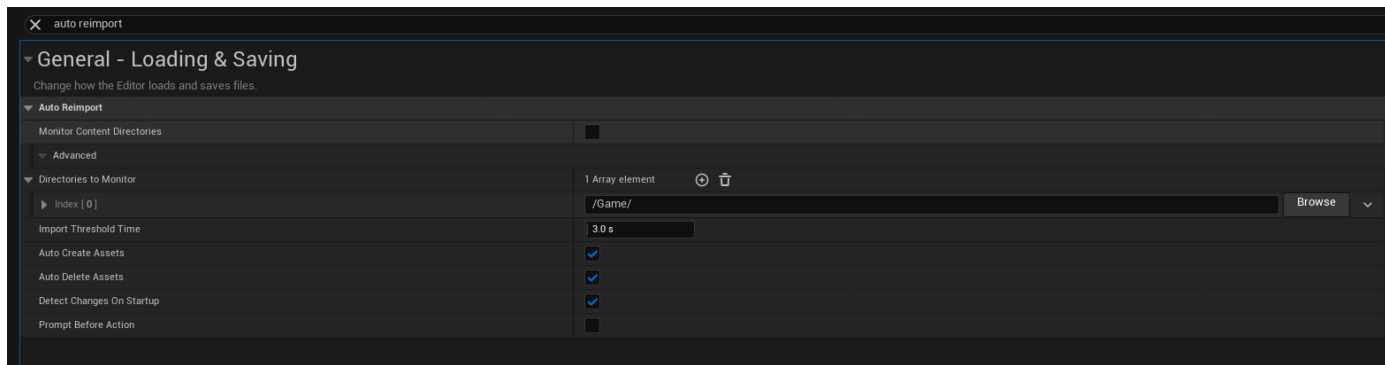 auto reimport
General - Loading & Saving
Change how the Editor loads and saves files.
Auto Reimport
Monitor Content Directories
Advanced
Directories to Monitor 1 Array element
Index [ 0 ] /Game/ Browse
Import Threshold Time 3.0 s
Auto Create Assets
Auto Delete Assets
Detect Changes On Startup
Prompt Before Action